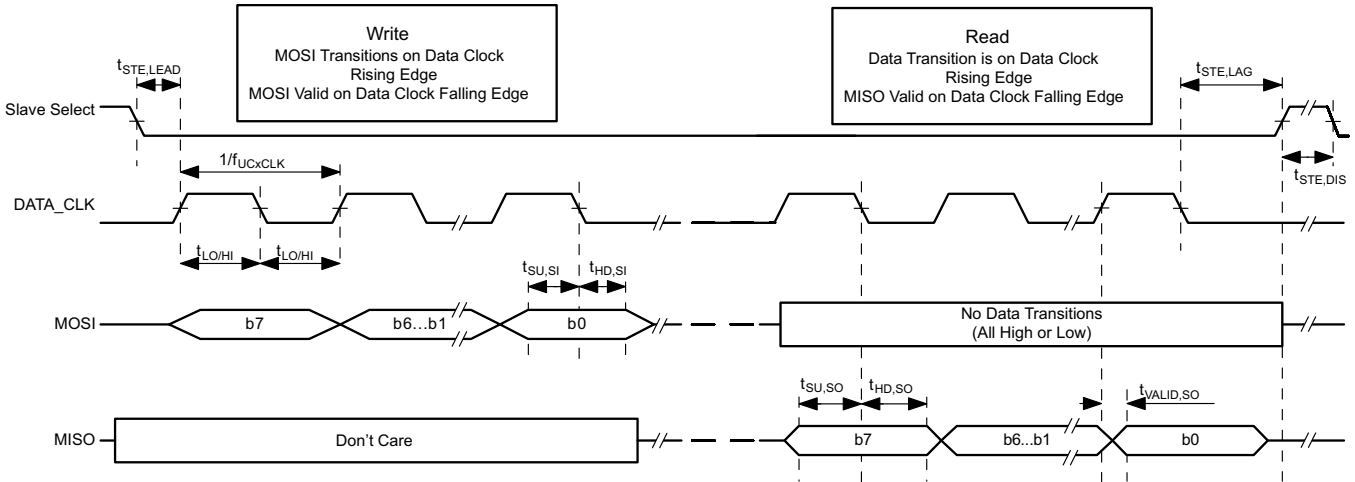 Write
MOSI Transitions on Data Clock
Rising Edge
MOSI Valid on Data Clock Falling Edge
Read
Data Transition is on Data Clock
Rising Edge
MISO Valid on Data Clock Falling Edge
tSTE,LEAD
tSTE,LAG
Slave Select
1/fUCxCLK
tSTE,DIS
DATA_CLK
tLO/HI
tLO/HI
tSU,SI
tHD,SI
MOSI
b7
b6...b1
b0
No Data Transitions
(All High or Low)
tSU,SO
tHD,SO
tVALID,SO
MISO
Don't Care
b7
b6...b1
b0